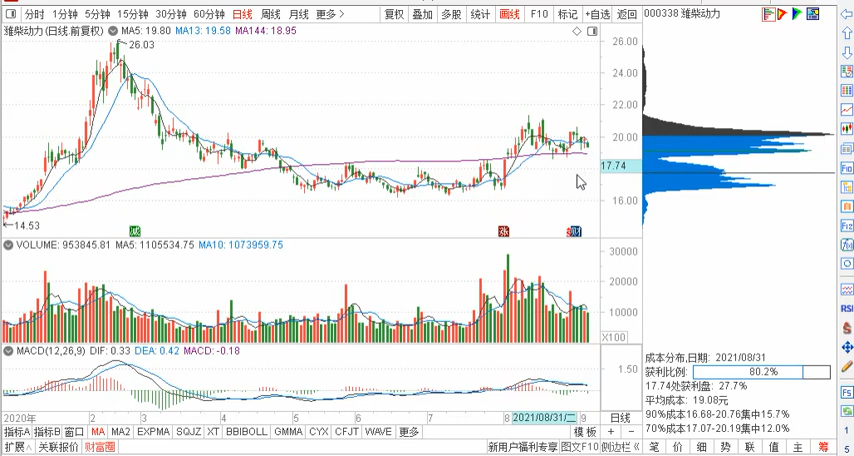 分时 1分钟 5分钟 15分钟 30分钟 60分钟 日线 周线 月线 更多 复权 叠加 多股 统计 画线 F10 标记 +自选 返回 000338 潍柴动力
潍柴动力(日线.前复权) MA5: 19.80 MA13: 19.58 MA144: 18.95
26.03
14.53
26.00
24.00
22.00
20.00
17.74
16.00
VOLUME: 953845.81 MA5: 1105534.75 MA10: 1073959.75
30000
20000
10000
X100
MACD(12,26,9) DIF: 0.33 DEA: 0.42 MACD: -0.18
1.50
2020年 2 3 4 5 6 7 8 2021/08/31/二 9 日线
成本分布,日期: 2021/08/31
获利比例: 80.2%
17.74处获利盘: 27.7%
平均成本: 19.08元
90%成本16.68-20.76集中15.7%
70%成本17.07-20.19集中12.0%
指标A 指标B 窗口 MA MA2 EXPMA SQJZ XT BBIBOLL GMMA CYX CFJT WAVE 更多 模板 + -
扩展∧ 关联报价 财富圈 新用户福利专享 图文F10 侧边栏 笔 价 细 势 联 值 主 筹
F10
F12
RSI
F5
1
5